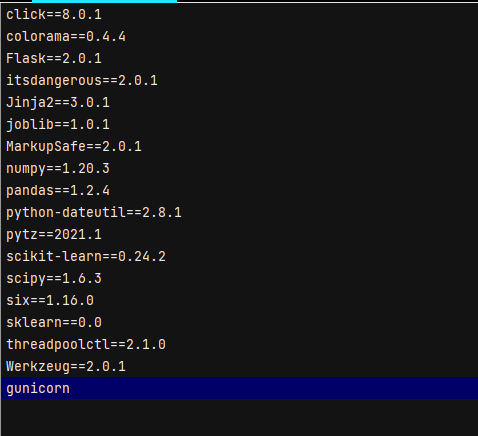 click==8.0.1
colorama==0.4.4
Flask==2.0.1
itsdangerous==2.0.1
Jinja2==3.0.1
joblib==1.0.1
MarkupSafe==2.0.1
numpy==1.20.3
pandas==1.2.4
python-dateutil==2.8.1
pytz==2021.1
scikit-learn==0.24.2
scipy==1.6.3
six==1.16.0
sklearn==0.0
threadpoolctl==2.1.0
Werkzeug==2.0.1
gunicorn